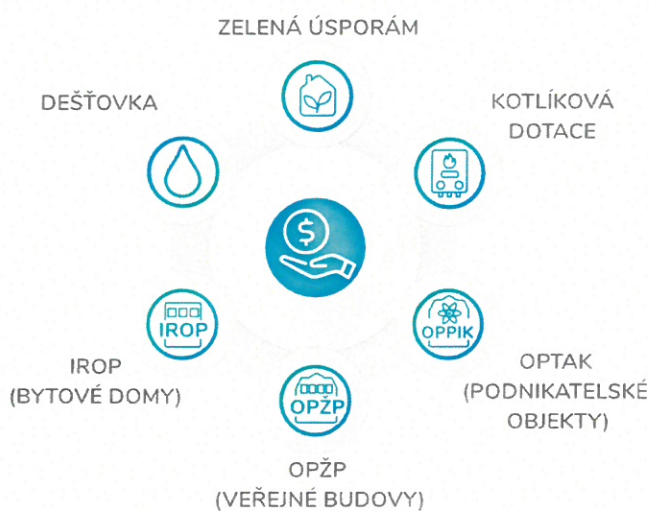 ZELENÁ ÚSPORÁM
DEŠŤOVKA
KOTLÍKOVÁ
DOTACE
$
IROP
OPPIK
IROP
(BYTOVÉ DOMY)
OPTAK
(PODNIKATELSKÉ
OBJEKTY)
OPŽP
OPŽP
(VEŘEJNÉ BUDOVY)